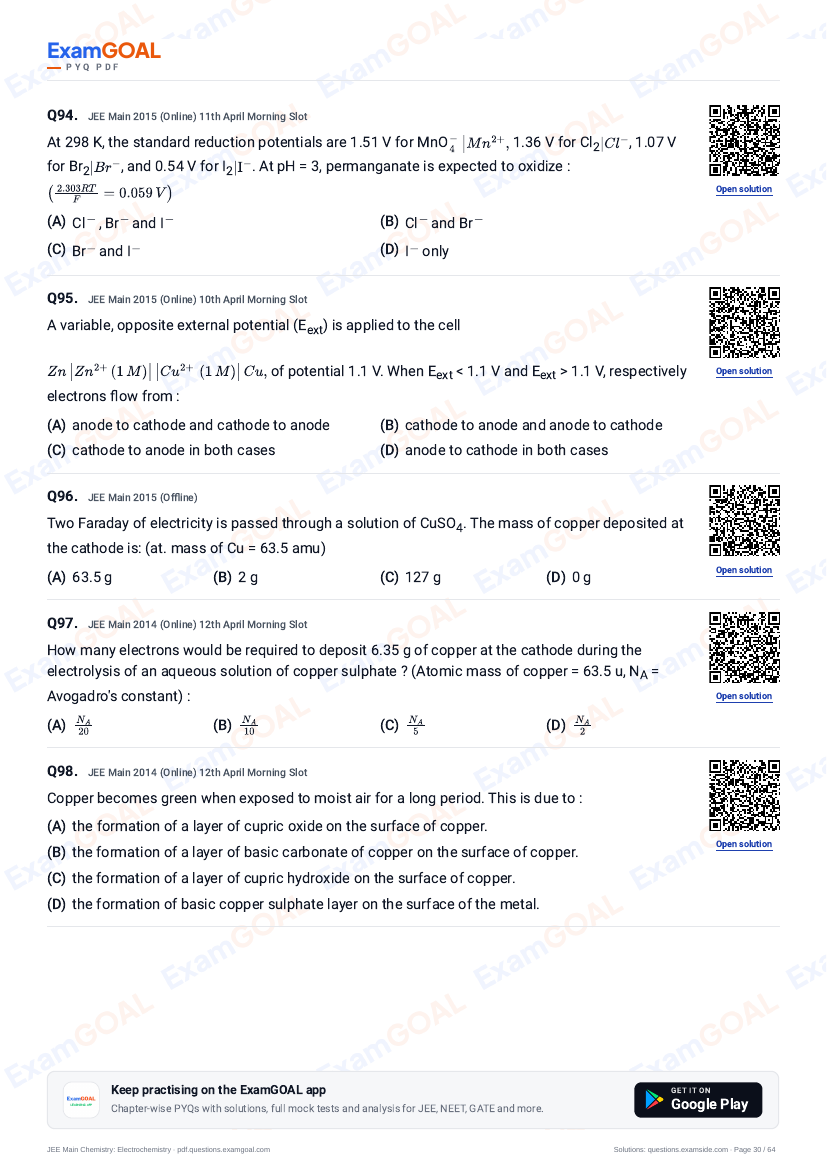 ExamGOAL
PYQ PDF
Q94. JEE Main 2015 (Online) 11th April Morning Slot
At 298 K, the standard reduction potentials are 1.51 V for MnO₄⁻ |Mn²⁺, 1.36 V for Cl₂|Cl⁻, 1.07 V
for Br₂|Br⁻, and 0.54 V for I₂|I⁻. At pH = 3, permanganate is expected to oxidize :
(2.303RT/F = 0.059 V)
(A) Cl⁻, Br⁻ and I⁻
(B) Cl⁻ and Br⁻
(C) Br⁻ and I⁻
(D) I⁻ only
Open solution
Q95. JEE Main 2015 (Online) 10th April Morning Slot
A variable, opposite external potential (E_ext) is applied to the cell
Zn |Zn²⁺ (1 M)| |Cu²⁺ (1 M)| Cu, of potential 1.1 V. When E_ext < 1.1 V and E_ext > 1.1 V, respectively
electrons flow from :
(A) anode to cathode and cathode to anode
(B) cathode to anode and anode to cathode
(C) cathode to anode in both cases
(D) anode to cathode in both cases
Open solution
Q96. JEE Main 2015 (Offline)
Two Faraday of electricity is passed through a solution of CuSO₄. The mass of copper deposited at
the cathode is: (at. mass of Cu = 63.5 amu)
(A) 63.5 g
(B) 2 g
(C) 127 g
(D) 0 g
Open solution
Q97. JEE Main 2014 (Online) 12th April Morning Slot
How many electrons would be required to deposit 6.35 g of copper at the cathode during the
electrolysis of an aqueous solution of copper sulphate ? (Atomic mass of copper = 63.5 u, N_A =
Avogadro's constant) :
(A) N_A/20
(B) N_A/10
(C) N_A/5
(D) N_A/2
Open solution
Q98. JEE Main 2014 (Online) 12th April Morning Slot
Copper becomes green when exposed to moist air for a long period. This is due to :
(A) the formation of a layer of cupric oxide on the surface of copper.
(B) the formation of a layer of basic carbonate of copper on the surface of copper.
(C) the formation of a layer of cupric hydroxide on the surface of copper.
(D) the formation of basic copper sulphate layer on the surface of the metal.
Open solution
ExamGOAL
Keep practising on the ExamGOAL app
Chapter-wise PYQs with solutions, full mock tests and analysis for JEE, NEET, GATE and more.
GET IT ON
Google Play
JEE Main Chemistry: Electrochemistry · pdf.questions.examgoal.com
Solutions: questions.examside.com · Page 30 / 64